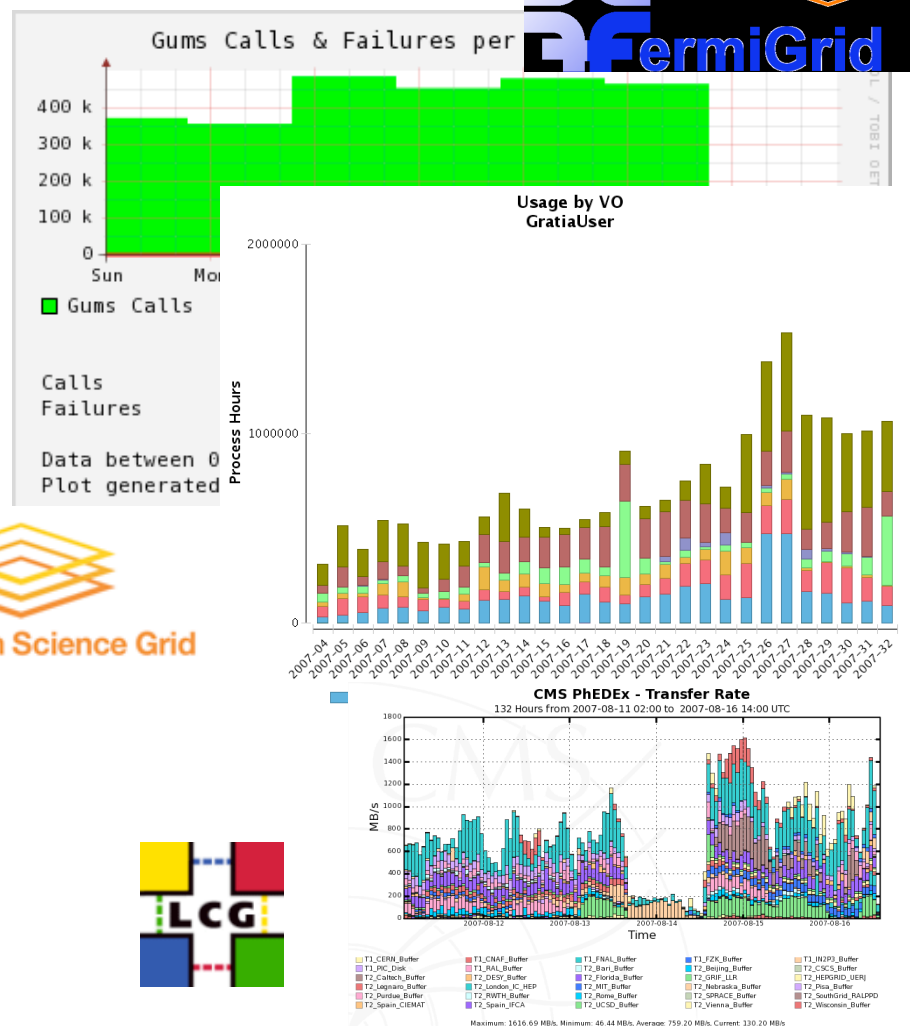 Gums Calls & Failures per
ermiGrid
OL / TOBI OET
400 k
300 k
200 k
100 k
0
Sun
Mo
Gums Calls
Calls
Failures
Data between 0
Plot generated
Usage by VO
GratiaUser
Process Hours
2000000
1000000
0
2007-04
2007-05
2007-06
2007-07
2007-08
2007-09
2007-10
2007-11
2007-12
2007-13
2007-14
2007-15
2007-16
2007-17
2007-18
2007-19
2007-20
2007-21
2007-22
2007-23
2007-24
2007-25
2007-26
2007-27
2007-28
2007-29
2007-30
2007-31
2007-32
n Science Grid
CMS PhEDEx - Transfer Rate
132 Hours from 2007-08-11 02:00 to 2007-08-16 14:00 UTC
CMS
MB/s
1800
1600
1400
1200
1000
800
600
400
200
0
2007-08-12 2007-08-13 2007-08-14 2007-08-15 2007-08-16
Time
LCG
T1_CERN_Buffer T1_CNAF_Buffer T1_FNAL_Buffer T1_FZK_Buffer T1_IN2P3_Buffer
T1_PIC_Disk T1_RAL_Buffer T2_Bari_Buffer T2_Beijing_Buffer T2_CSCS_Buffer
T2_Caltech_Buffer T2_DESY_Buffer T2_Florida_Buffer T2_GRIF_LLR T2_HEPGRID_UERJ
T2_Legnaro_Buffer T2_London_IC_HEP T2_MIT_Buffer T2_Nebraska_Buffer T2_Pisa_Buffer
T2_Purdue_Buffer T2_RWTH_Buffer T2_Rome_Buffer T2_SPRACE_Buffer T2_SouthGrid_RALPPD
T2_Spain_CIEMAT T2_Spain_IFCA T2_UCSD_Buffer T2_Vienna_Buffer T2_Wisconsin_Buffer
Maximum: 1616.69 MB/s, Minimum: 46.44 MB/s, Average: 759.20 MB/s, Current: 130.20 MB/s